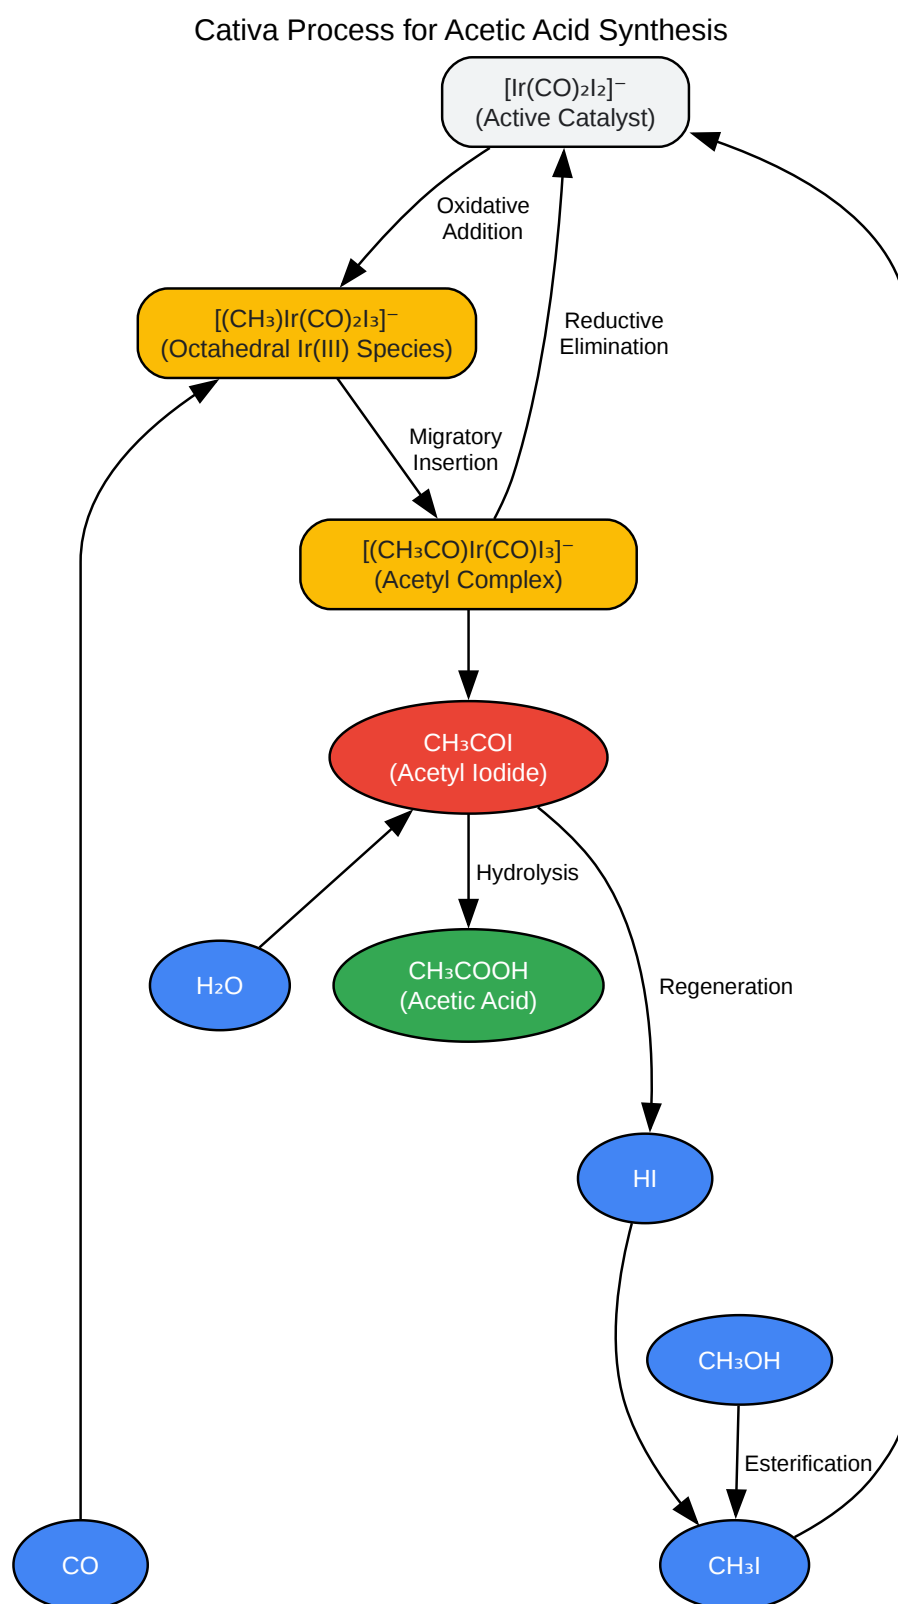 Cativa Process for Acetic Acid Synthesis
[Ir(CO)₂I₂]⁻
(Active Catalyst)
Oxidative
Addition
[(CH₃)Ir(CO)₂I₃]⁻
(Octahedral Ir(III) Species)
Reductive
Elimination
Migratory
Insertion
[(CH₃CO)Ir(CO)I₃]⁻
(Acetyl Complex)
CH₃COI
(Acetyl Iodide)
Hydrolysis
H₂O
CH₃COOH
(Acetic Acid)
Regeneration
HI
CH₃OH
Esterification
CO
CH₃I